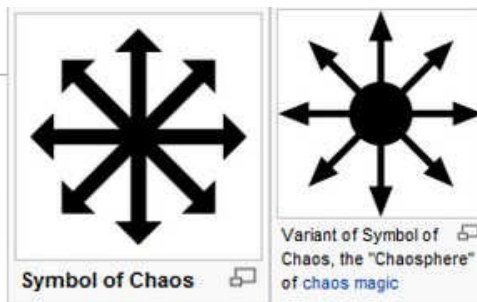 Symbol of Chaos
Variant of Symbol of
Chaos, the "Chaosphere"
of chaos magic